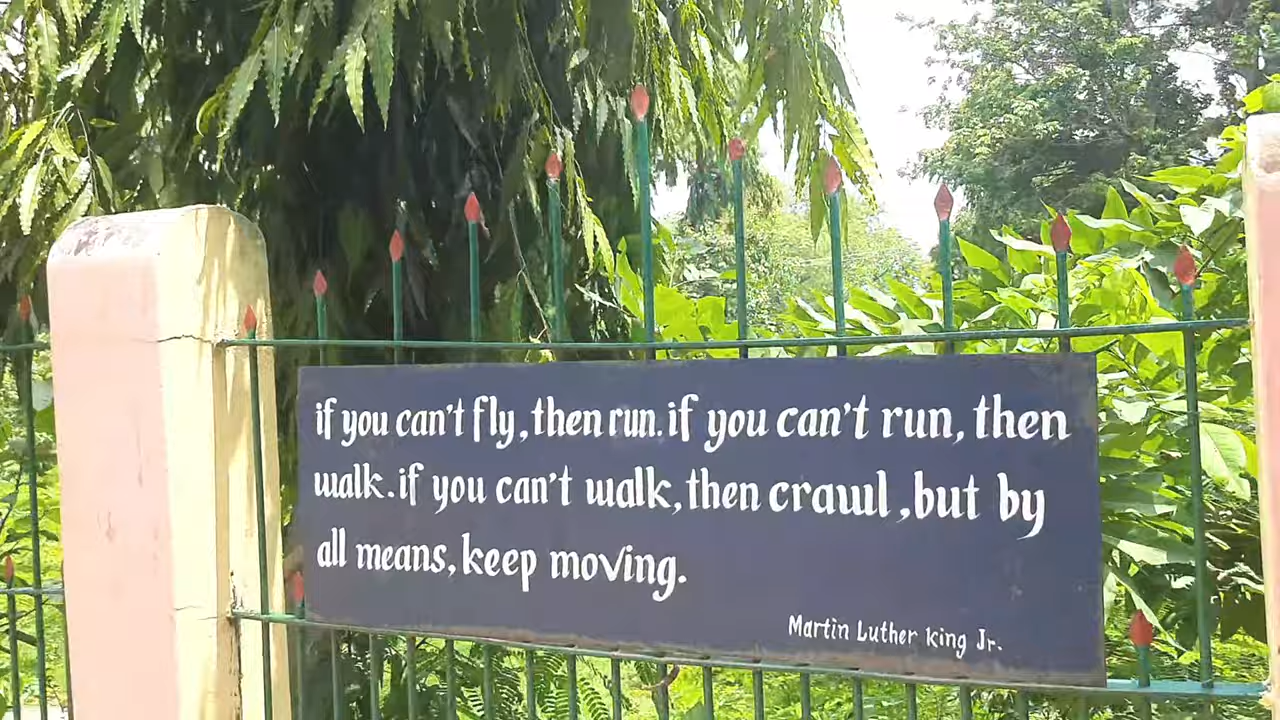 if you can't fly, then run. if you can't run, then
walk. if you can't walk, then crawl, but by
all means, keep moving.
Martin Luther king Jr.